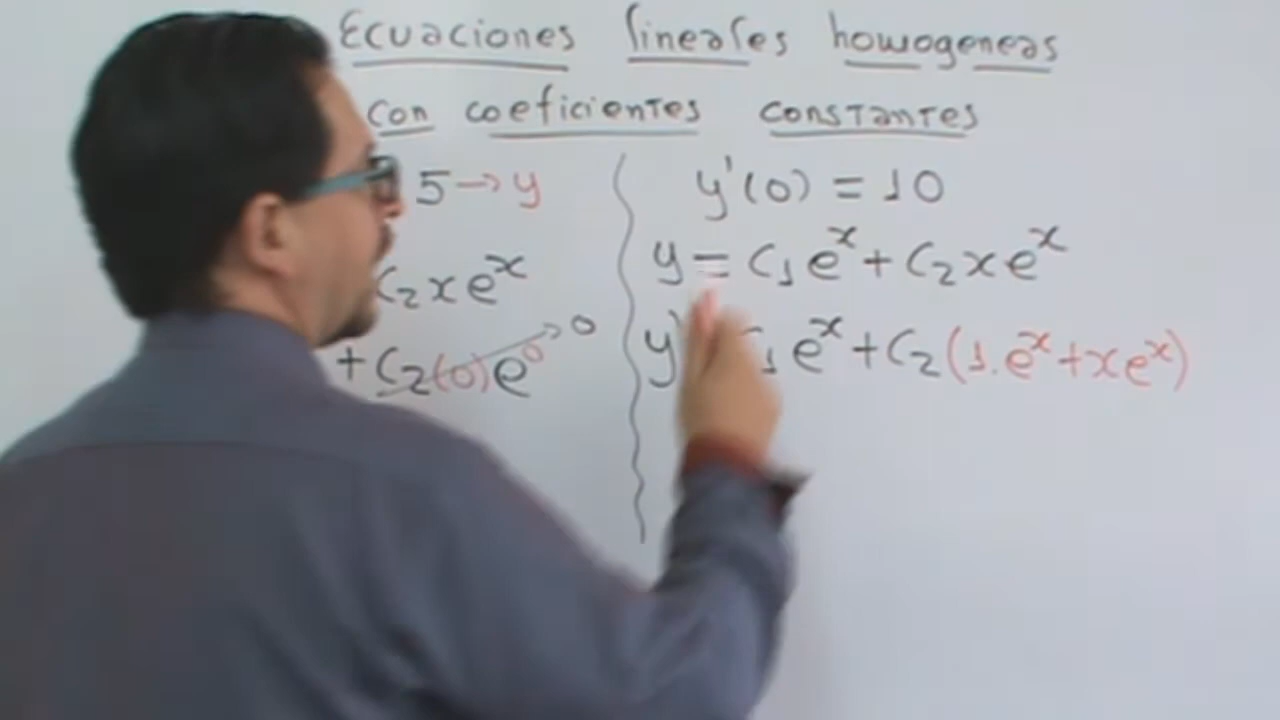 Ecuaciones lineales homogeneas
con coeficientes constantes
5 → y
C₂xeˣ
+ C₂(0)e⁰ → 0
y'(0) = 10
y = C₁eˣ + C₂xeˣ
y' C₁eˣ + C₂(1.eˣ + xeˣ)